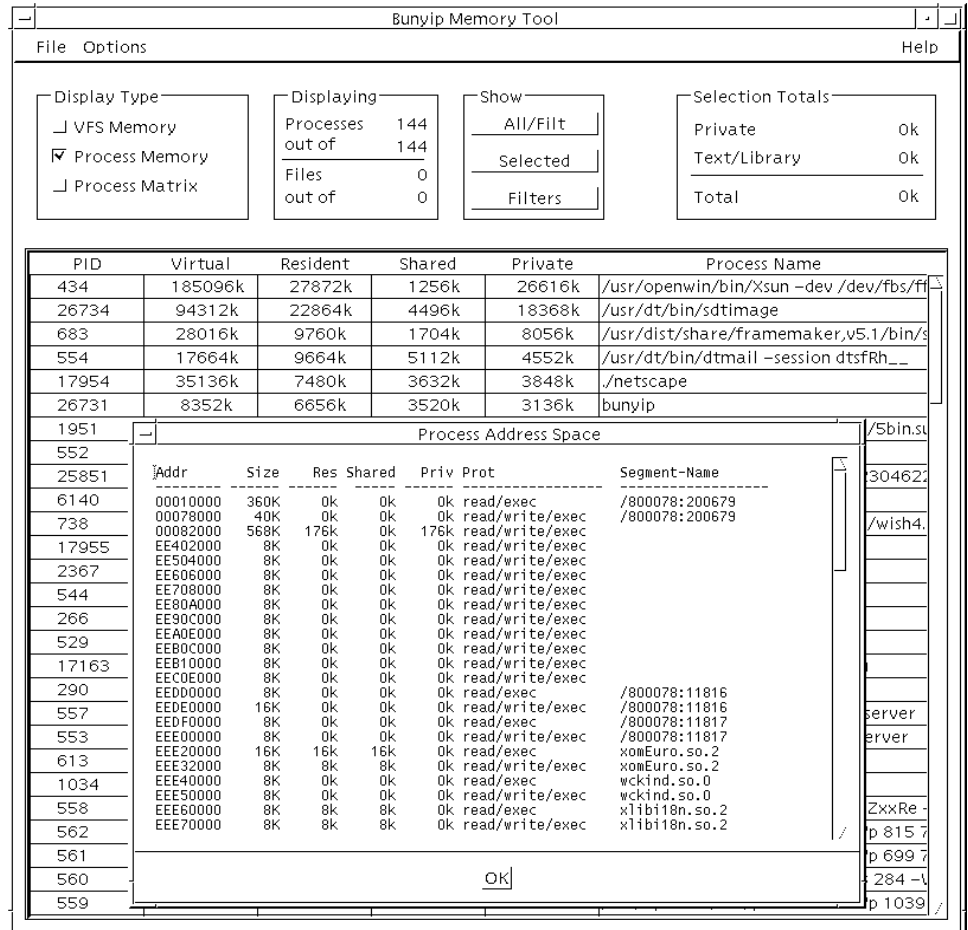 Bunyip Memory Tool
File Options Help
Display Type
VFS Memory
Process Memory
Process Matrix
Displaying
Processes 144
out of 144
Files 0
out of 0
Show
All/Filt
Selected
Filters
Selection Totals
Private 0k
Text/Library 0k
Total 0k
PID Virtual Resident Shared Private Process Name
434 185096k 27872k 1256k 26616k /usr/openwin/bin/Xsun -dev /dev/fbs/ff
26734 94312k 22864k 4496k 18368k /usr/dt/bin/sdtimage
683 28016k 9760k 1704k 8056k /usr/dist/share/framemaker,v5.1/bin/s
554 17664k 9664k 5112k 4552k /usr/dt/bin/dtmail -session dtsfRh__
17954 35136k 7480k 3632k 3848k ./netscape
26731 8352k 6656k 3520k 3136k bunyip
1951 /5bin.su
552
25851 2304622
6140
738 /wish4.
17955
2367
544
266
529
17163
290
557 server
553 erver
613
1034
558 ZxxRe -
562 'p 815 7
561 'p 699 7
560 284 -\
559 'p 1039
Process Address Space
Addr Size Res Shared Priv Prot Segment-Name
-------- ------ ------ ------- ------ ---------------- ---------------------
00010000 360K 0k 0k 0k read/exec /800078:200679
00078000 40K 0k 0k 0k read/write/exec /800078:200679
00082000 568K 176k 0k 176k read/write/exec
EE402000 8K 0k 0k 0k read/write/exec
EE504000 8K 0k 0k 0k read/write/exec
EE606000 8K 0k 0k 0k read/write/exec
EE708000 8K 0k 0k 0k read/write/exec
EE80A000 8K 0k 0k 0k read/write/exec
EE90C000 8K 0k 0k 0k read/write/exec
EEA0E000 8K 0k 0k 0k read/write/exec
EEB0C000 8K 0k 0k 0k read/write/exec
EEB10000 8K 0k 0k 0k read/write/exec
EEC0E000 8K 0k 0k 0k read/write/exec
EEDD0000 8K 0k 0k 0k read/exec /800078:11816
EEDE0000 16K 0k 0k 0k read/write/exec /800078:11816
EEDF0000 8K 0k 0k 0k read/exec /800078:11817
EEE00000 8K 0k 0k 0k read/write/exec /800078:11817
EEE20000 16K 16k 16k 0k read/exec xomEuro.so.2
EEE32000 8K 8k 8k 0k read/write/exec xomEuro.so.2
EEE40000 8K 0k 0k 0k read/exec wckind.so.0
EEE50000 8K 0k 0k 0k read/write/exec wckind.so.0
EEE60000 8K 8k 8k 0k read/exec xlibi18n.so.2
EEE70000 8K 8k 8k 0k read/write/exec xlibi18n.so.2
OK